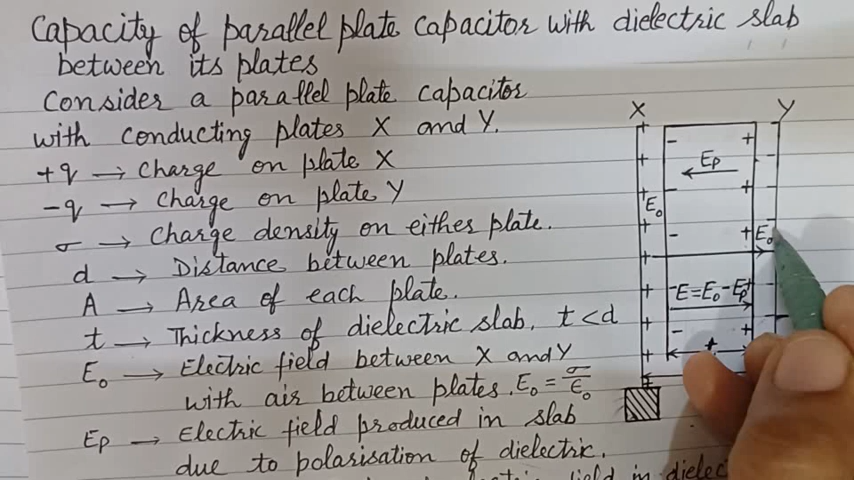 Capacity of parallel plate capacitor with dielectric slab
between its plates
Consider a parallel plate capacitor
with conducting plates X and Y.
+q → Charge on plate X
-q → Charge on plate Y
σ → Charge density on either plate.
d → Distance between plates.
A → Area of each plate.
t → Thickness of dielectric slab, t < d
E₀ → Electric field between X and Y
with air between plates. E₀ = σ/ε₀
Ep → Electric field produced in slab
due to polarisation of dielectric.
field in dielec
X Y
Ep
E₀
E₀
E = E₀ - Ep
t